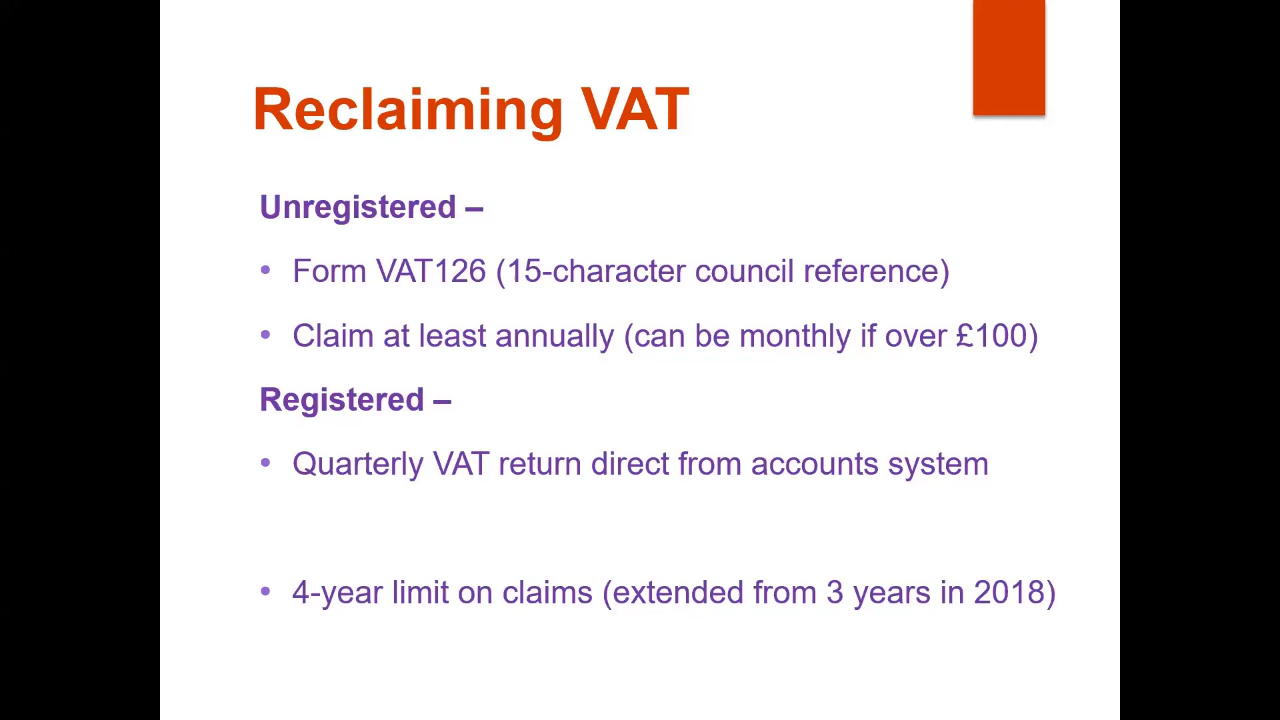 Reclaiming VAT
Unregistered –
• Form VAT126 (15-character council reference)
• Claim at least annually (can be monthly if over £100)
Registered –
• Quarterly VAT return direct from accounts system
• 4-year limit on claims (extended from 3 years in 2018)